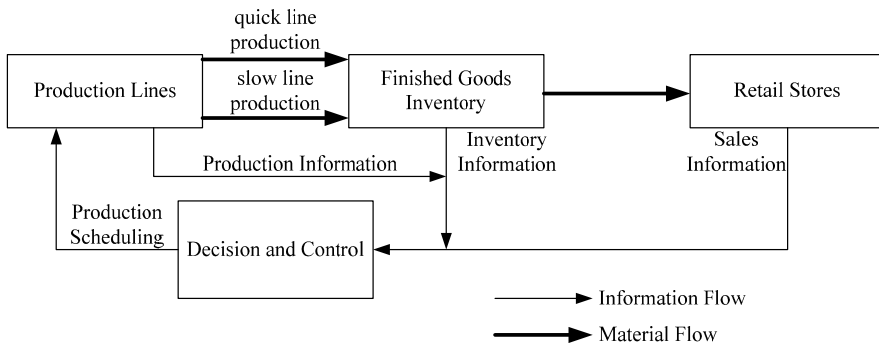 quick line
production
Production Lines
slow line
production
Finished Goods
Inventory
Retail Stores
Production Information
Inventory
Information
Sales
Information
Production
Scheduling
Decision and Control
Information Flow
Material Flow